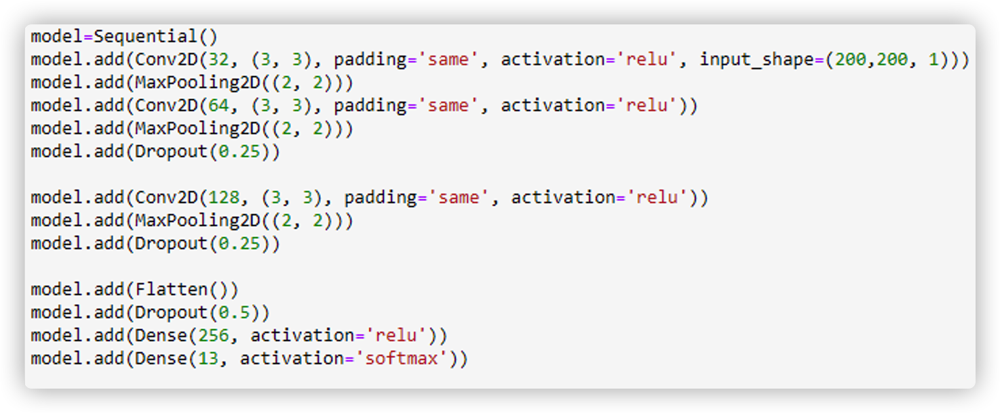 model=Sequential()
model.add(Conv2D(32, (3, 3), padding='same', activation='relu', input_shape=(200,200, 1)))
model.add(MaxPooling2D((2, 2)))
model.add(Conv2D(64, (3, 3), padding='same', activation='relu'))
model.add(MaxPooling2D((2, 2)))
model.add(Dropout(0.25))

model.add(Conv2D(128, (3, 3), padding='same', activation='relu'))
model.add(MaxPooling2D((2, 2)))
model.add(Dropout(0.25))

model.add(Flatten())
model.add(Dropout(0.5))
model.add(Dense(256, activation='relu'))
model.add(Dense(13, activation='softmax'))